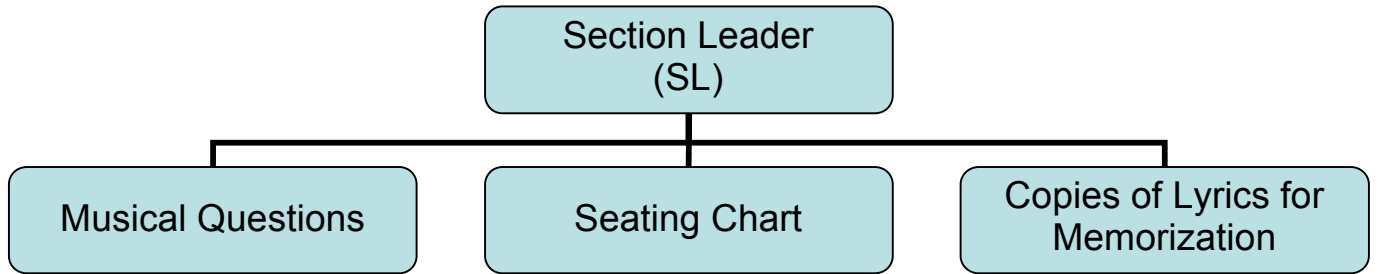 Section Leader
(SL)
Musical Questions
Seating Chart
Copies of Lyrics for
Memorization